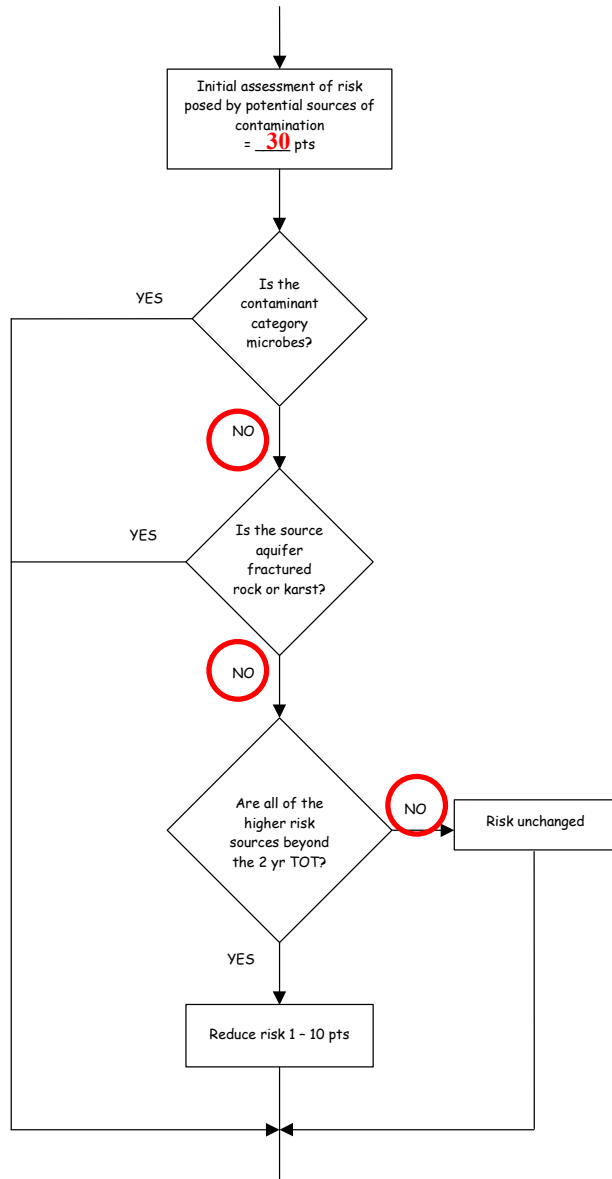 Initial assessment of risk
posed by potential sources of
contamination
= 30 pts
Is the
contaminant
category
microbes?
YES
NO
Is the source
aquifer
fractured
rock or karst?
YES
NO
Are all of the
higher risk
sources beyond
the 2 yr TOT?
NO
Risk unchanged
YES
Reduce risk 1 – 10 pts